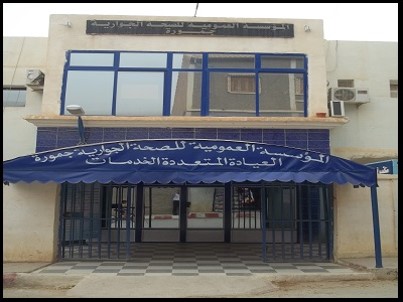 المؤسسة العمومية للصحة الجوارية
جمورة
المؤسسة العمومية للصحة الجوارية جمورة
العيادة المتعددة الخدمات